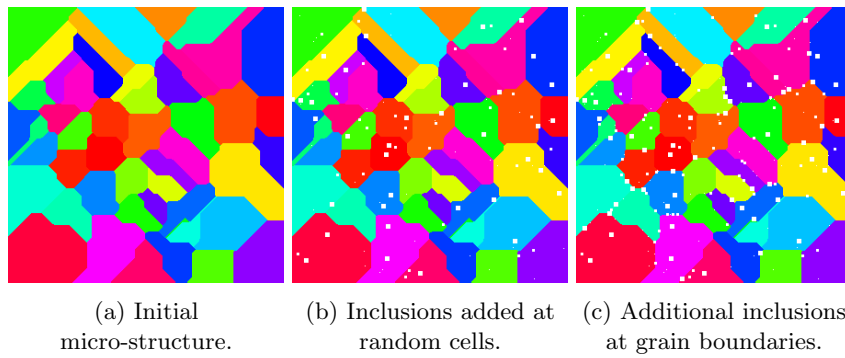 (a) Initial
micro-structure.
(b) Inclusions added at
random cells.
(c) Additional inclusions
at grain boundaries.